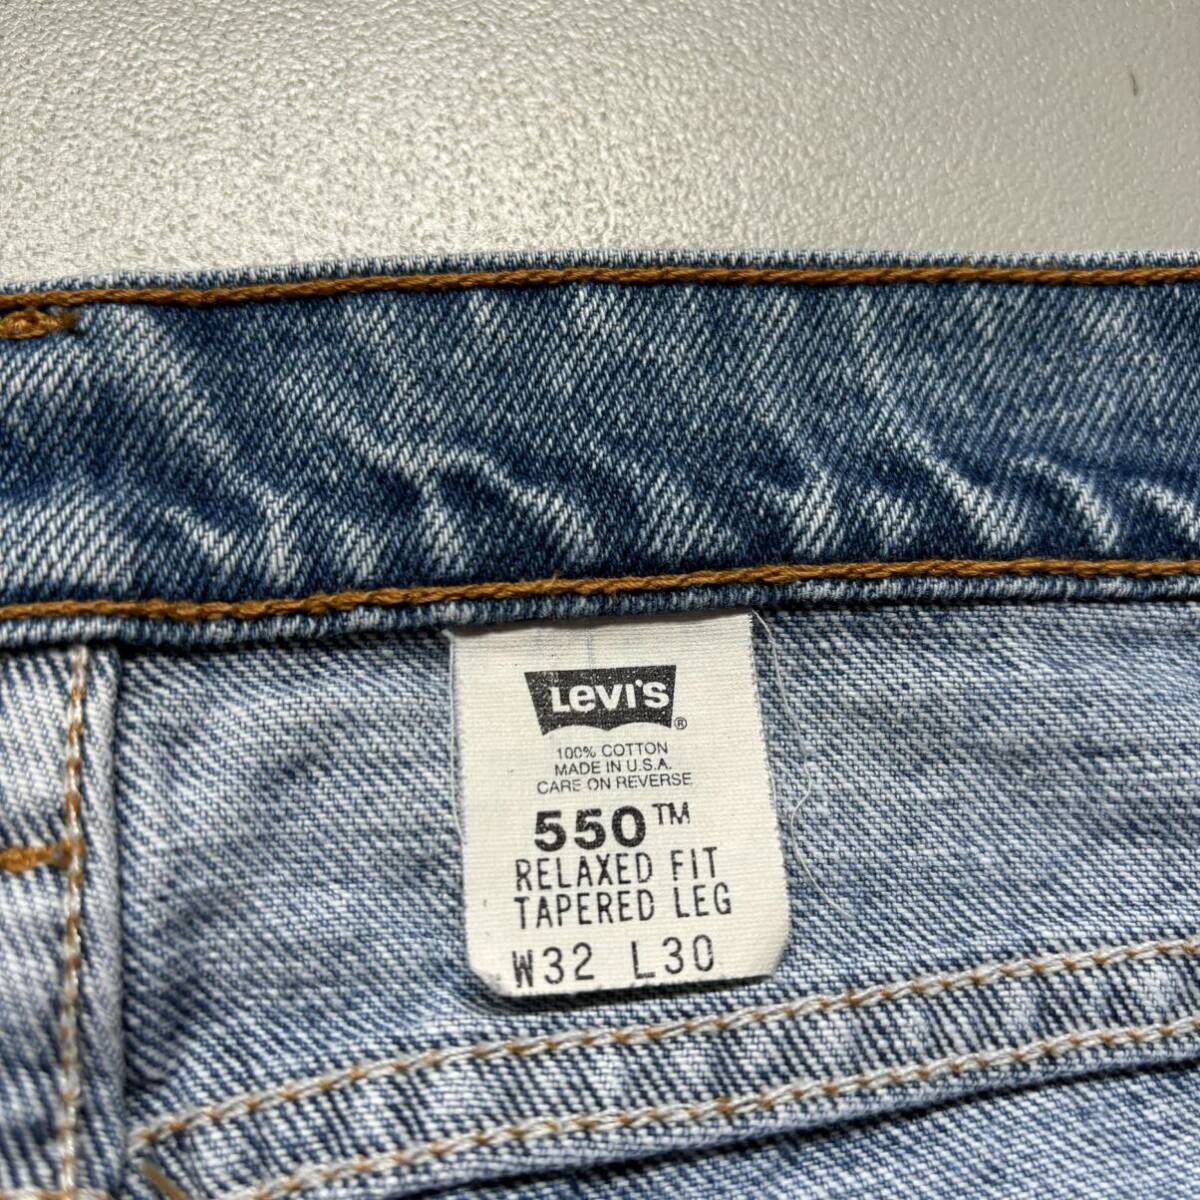 Levi's ®
100% COTTON
MADE IN U.S.A.
CARE ON REVERSE
550™
RELAXED FIT
TAPERED LEG
W32 L30